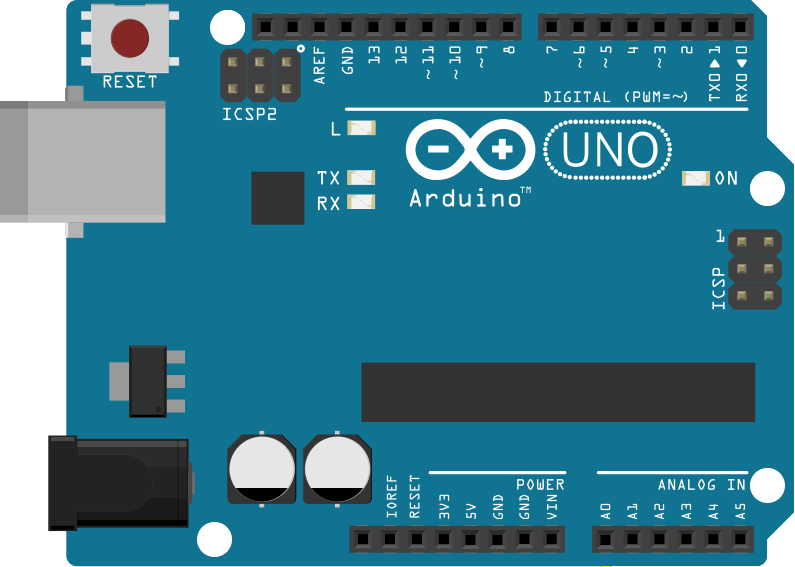 RESET
ICSP2
AREF
GND
13
12
~11
~10
~9
8
7
~6
~5
4
~3
2
TX0▶1
RX0◀0
DIGITAL (PWM=~)
L
TX
RX
Arduino™
UNO
ON
1
ICSP
POWER
ANALOG IN
IOREF
RESET
3V3
5V
GND
GND
VIN
A0
A1
A2
A3
A4
A5